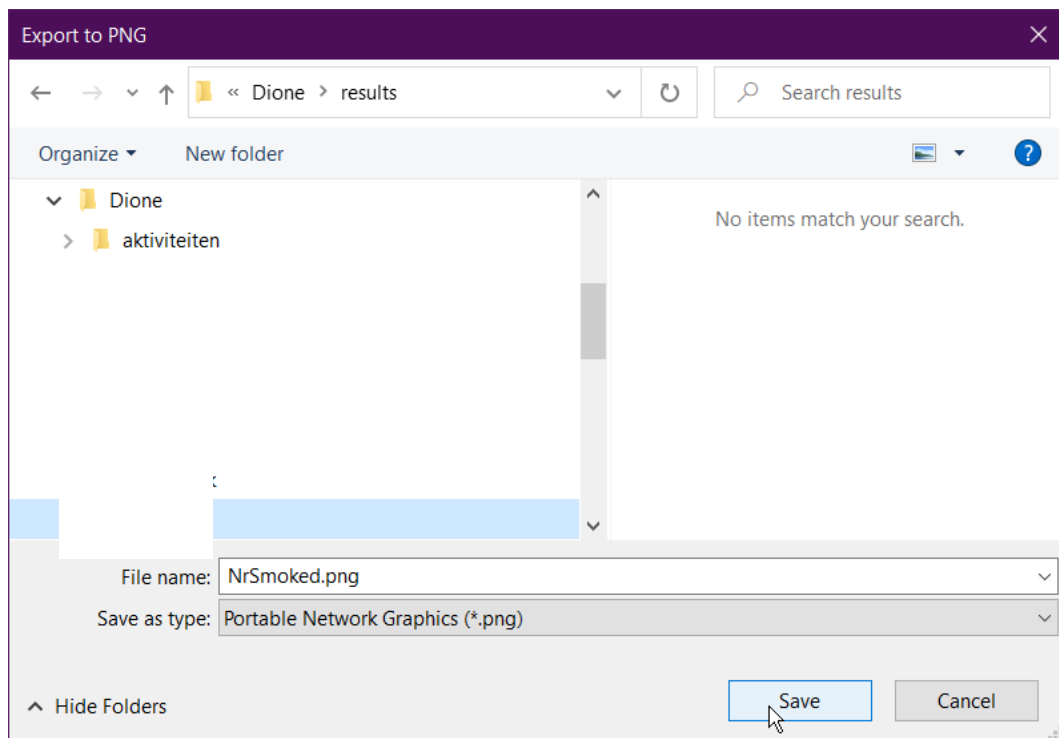 Export to PNG
« Dione > results
Search results
Organize
New folder
Dione
No items match your search.
aktiviteiten
File name: NrSmoked.png
Save as type: Portable Network Graphics (*.png)
Hide Folders
Save
Cancel